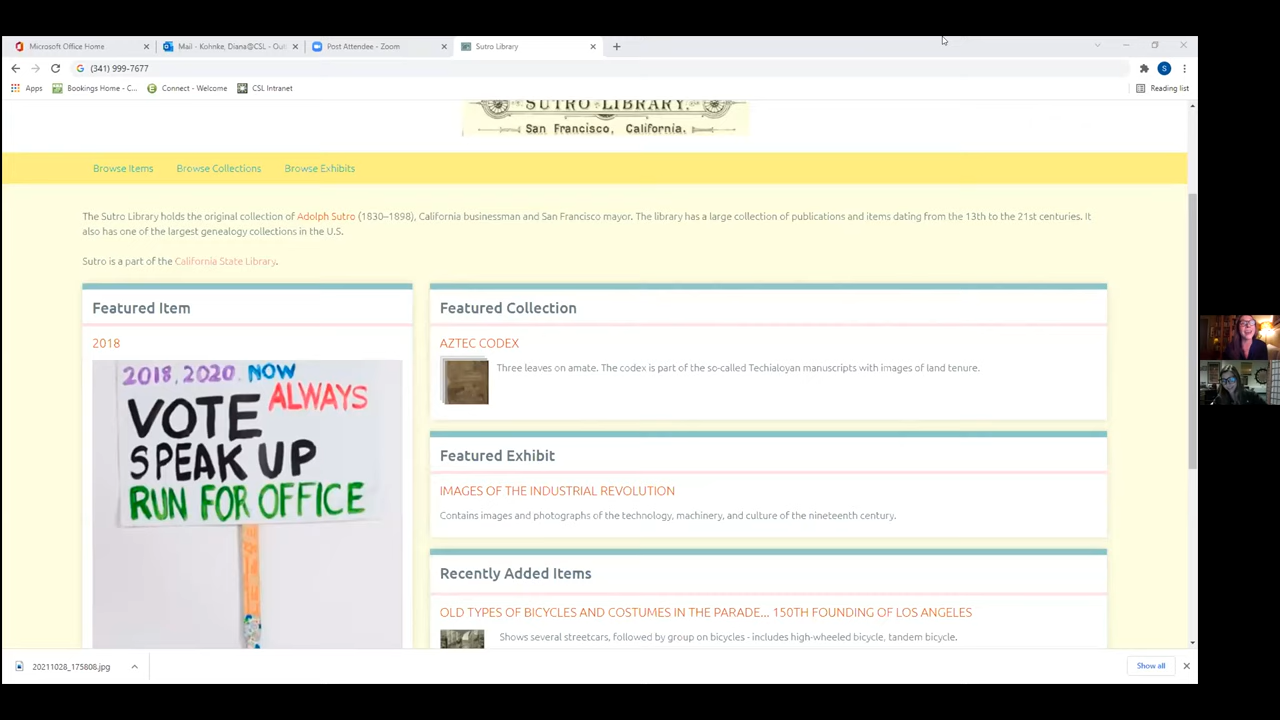 Microsoft Office Home
Mail - Kohnke, Diana@CSL - Out
Post Attendee - Zoom
Sutro Library
(341) 999-7677
Apps
Bookings Home - C...
Connect - Welcome
CSL Intranet
Reading list
SUTRO LIBRARY.
San Francisco, California.
Browse Items
Browse Collections
Browse Exhibits
The Sutro Library holds the original collection of Adolph Sutro (1830–1898), California businessman and San Francisco mayor. The library has a large collection of publications and items dating from the 13th to the 21st centuries. It
also has one of the largest genealogy collections in the U.S.
Sutro is a part of the California State Library.
Featured Item
2018
2018, 2020, NOW
ALWAYS
VOTE
SPEAK UP
RUN FOR OFFICE
Featured Collection
AZTEC CODEX
Three leaves on amate. The codex is part of the so-called Techialoyan manuscripts with images of land tenure.
Featured Exhibit
IMAGES OF THE INDUSTRIAL REVOLUTION
Contains images and photographs of the technology, machinery, and culture of the nineteenth century.
Recently Added Items
OLD TYPES OF BICYCLES AND COSTUMES IN THE PARADE... 150TH FOUNDING OF LOS ANGELES
Shows several streetcars, followed by group on bicycles - includes high-wheeled bicycle, tandem bicycle.
20211028_175808.jpg
Show all